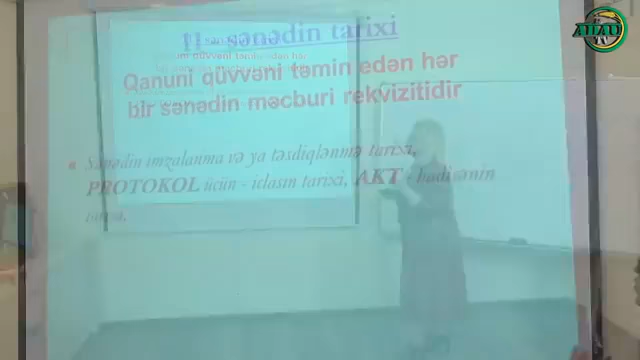 11 - sənədin tarixi
Qanuni qüvvəni təmin edən hər
bir sənədin məcburi rekvizitidir
Sənədin imzalanma və ya təsdiqlənmə tarixi,
PROTOKOL üçün - iclasın tarixi, AKT - hadisənin
ADAU